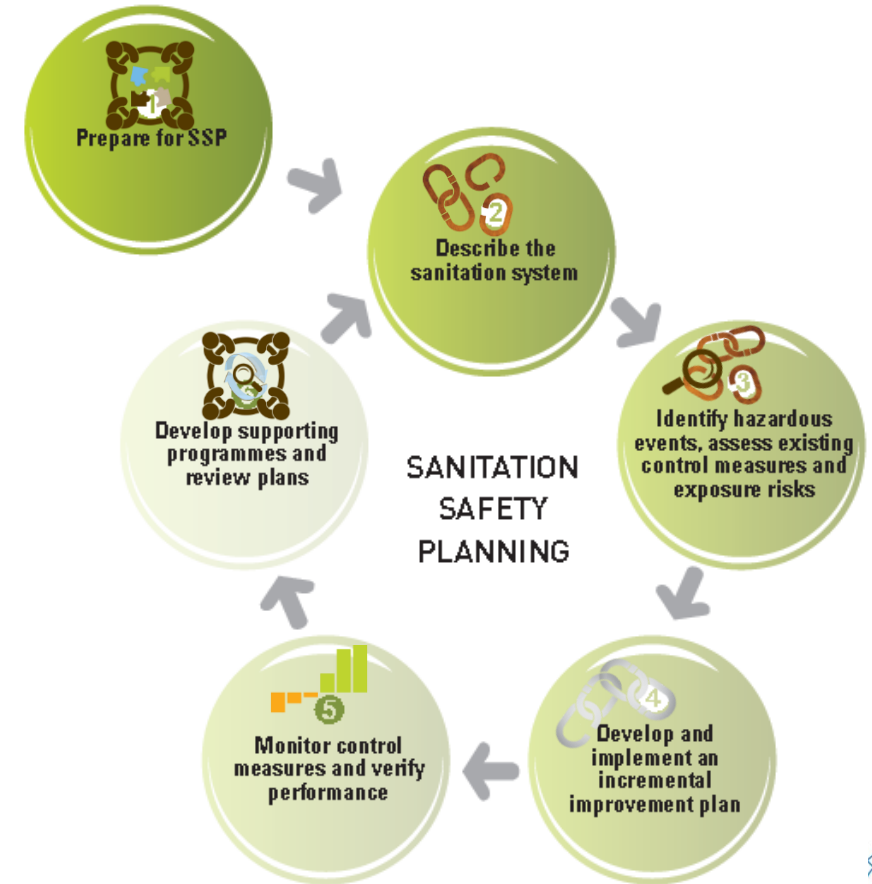 1
Prepare for SSP
2
Describe the
sanitation system
3
Identify hazardous
events, assess existing
control measures and
exposure risks
4
Develop and
implement an
incremental
improvement plan
5
Monitor control
measures and verify
performance
6
Develop supporting
programmes and
review plans
SANITATION
SAFETY
PLANNING